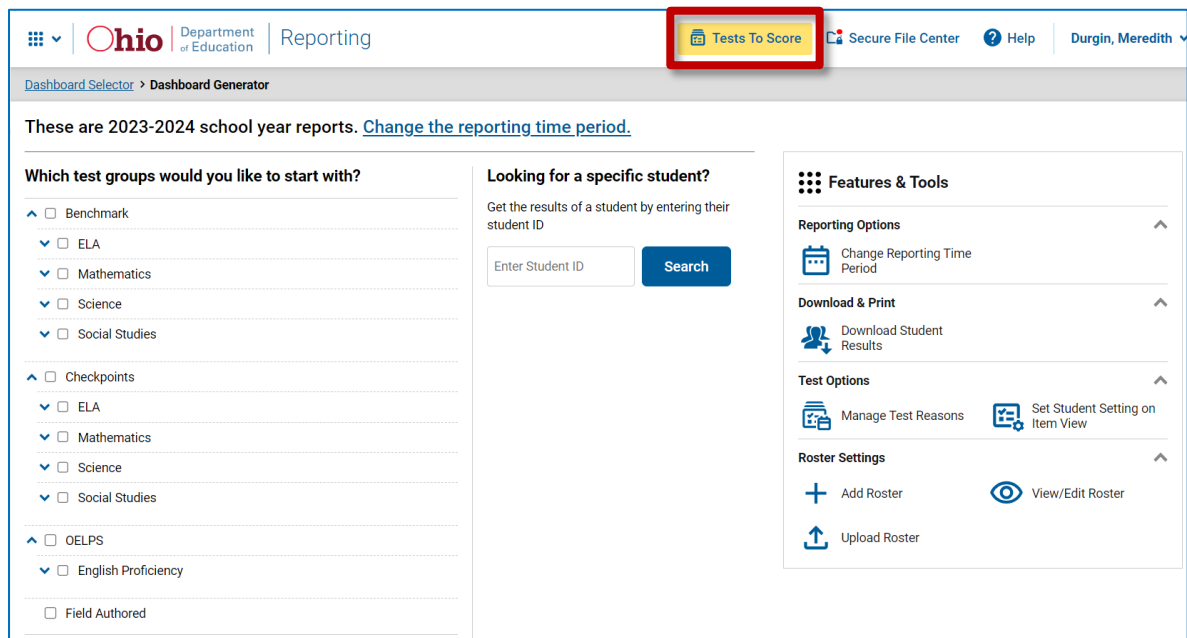 Ohio Department of Education Reporting
Tests To Score
Secure File Center
Help
Durgin, Meredith
Dashboard Selector > Dashboard Generator
These are 2023-2024 school year reports. Change the reporting time period.
Which test groups would you like to start with?
Benchmark
ELA
Mathematics
Science
Social Studies
Checkpoints
ELA
Mathematics
Science
Social Studies
OELPS
English Proficiency
Field Authored
Looking for a specific student?
Get the results of a student by entering their
student ID
Enter Student ID
Search
Features & Tools
Reporting Options
Change Reporting Time
Period
Download & Print
Download Student
Results
Test Options
Manage Test Reasons
Set Student Setting on
Item View
Roster Settings
Add Roster
View/Edit Roster
Upload Roster